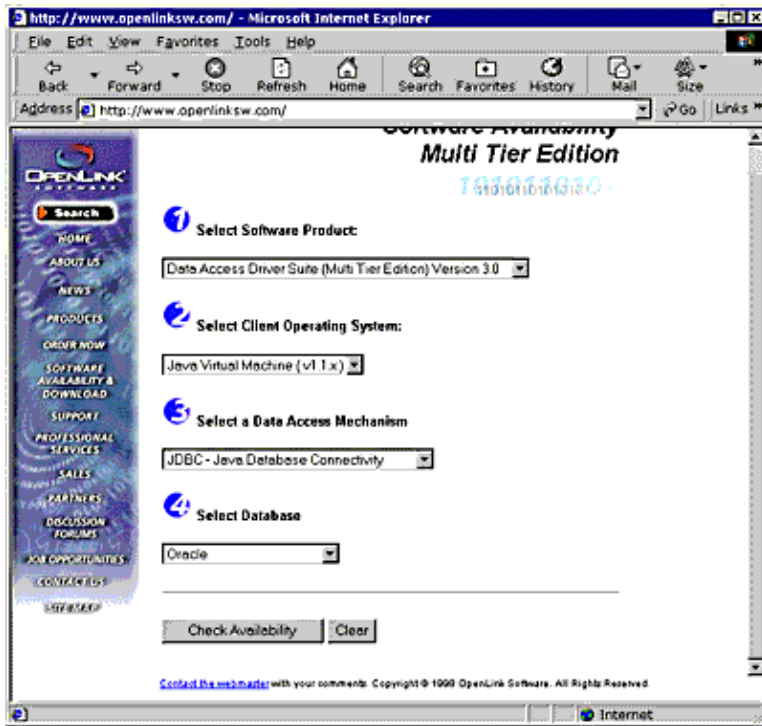 http://www.openlinksw.com/ - Microsoft Internet Explorer
File Edit View Favorites Tools Help
Back Forward Stop Refresh Home Search Favorites History Mail Size
Address http://www.openlinksw.com/ Go Links
Software Availability
Multi Tier Edition
OPENLINK
SOFTWARE
Search
HOME
ABOUT US
NEWS
PRODUCTS
ORDER NOW
SOFTWARE
AVAILABILITY &
DOWNLOAD
SUPPORT
PROFESSIONAL
SERVICES
SALES
PARTNERS
DISCUSSION
FORUMS
JOB OPPORTUNITIES
CONTACT US
1 Select Software Product:
Data Access Driver Suite (Multi Tier Edition) Version 3.0
2 Select Client Operating System:
Java Virtual Machine (v1.1.x)
3 Select a Data Access Mechanism
JDBC - Java Database Connectivity
4 Select Database
Oracle
Check Availability Clear
Contact the webmaster with your comments. Copyright © OpenLink Software. All Rights Reserved.
Internet